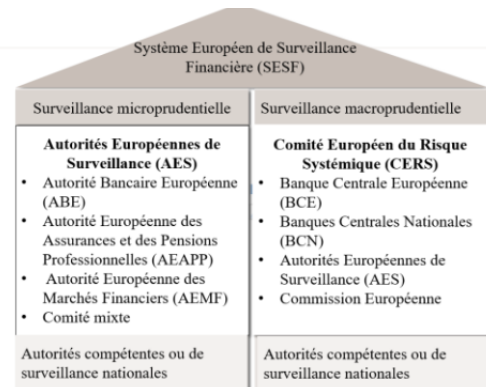 Système Européen de Surveillance
Financière (SESF)
Surveillance microprudentielle
Surveillance macroprudentielle
Autorités Européennes de
Surveillance (AES)
• Autorité Bancaire Européenne
(ABE)
• Autorité Européenne des
Assurances et des Pensions
Professionnelles (AEAPP)
• Autorité Européenne des
Marchés Financiers (AEMF)
• Comité mixte
Comité Européen du Risque
Systémique (CERS)
• Banque Centrale Européenne
(BCE)
• Banques Centrales Nationales
(BCN)
• Autorités Européennes de
Surveillance (AES)
• Commission Européenne
Autorités compétentes ou de
surveillance nationales
Autorités compétentes ou de
surveillance nationales